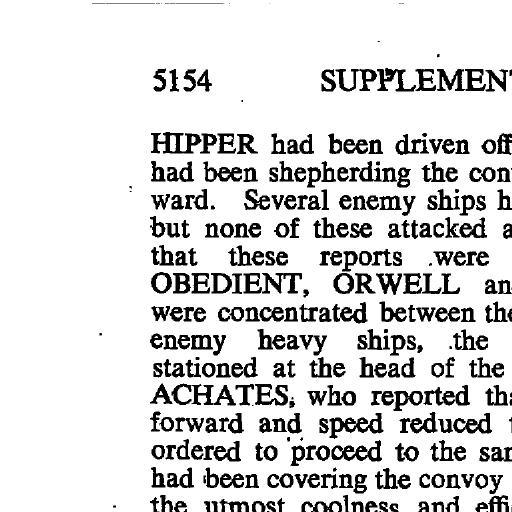 5154 SUPPLEMENT
HIPPER had been driven off
had been shepherding the con
ward. Several enemy ships h
but none of these attacked a
that these reports were
OBEDIENT, ORWELL an
were concentrated between the
enemy heavy ships, the
stationed at the head of the
ACHATES, who reported tha
forward and speed reduced t
ordered to proceed to the sam
had been covering the convoy
the utmost coolness and effi